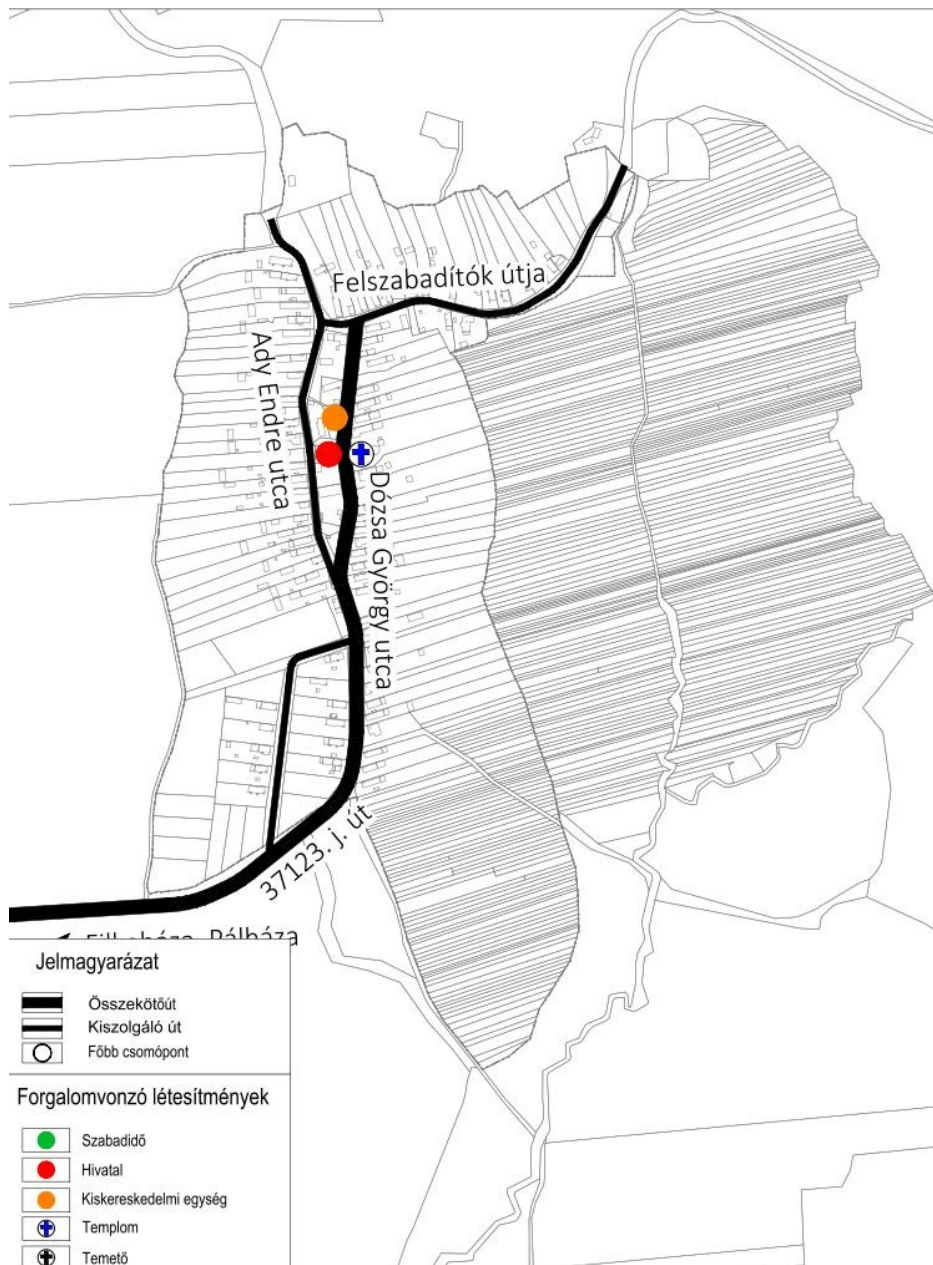 Felszabadítók útja
Ady Endre utca
Dózsa György utca
37123. j. út
Pálháza
Jelmagyarázat
Összekötőút
Kiszolgáló út
Főbb csomópont
Forgalomvonzó létesítmények
Szabadidő
Hivatal
Kiskereskedelmi egység
Templom
Temető